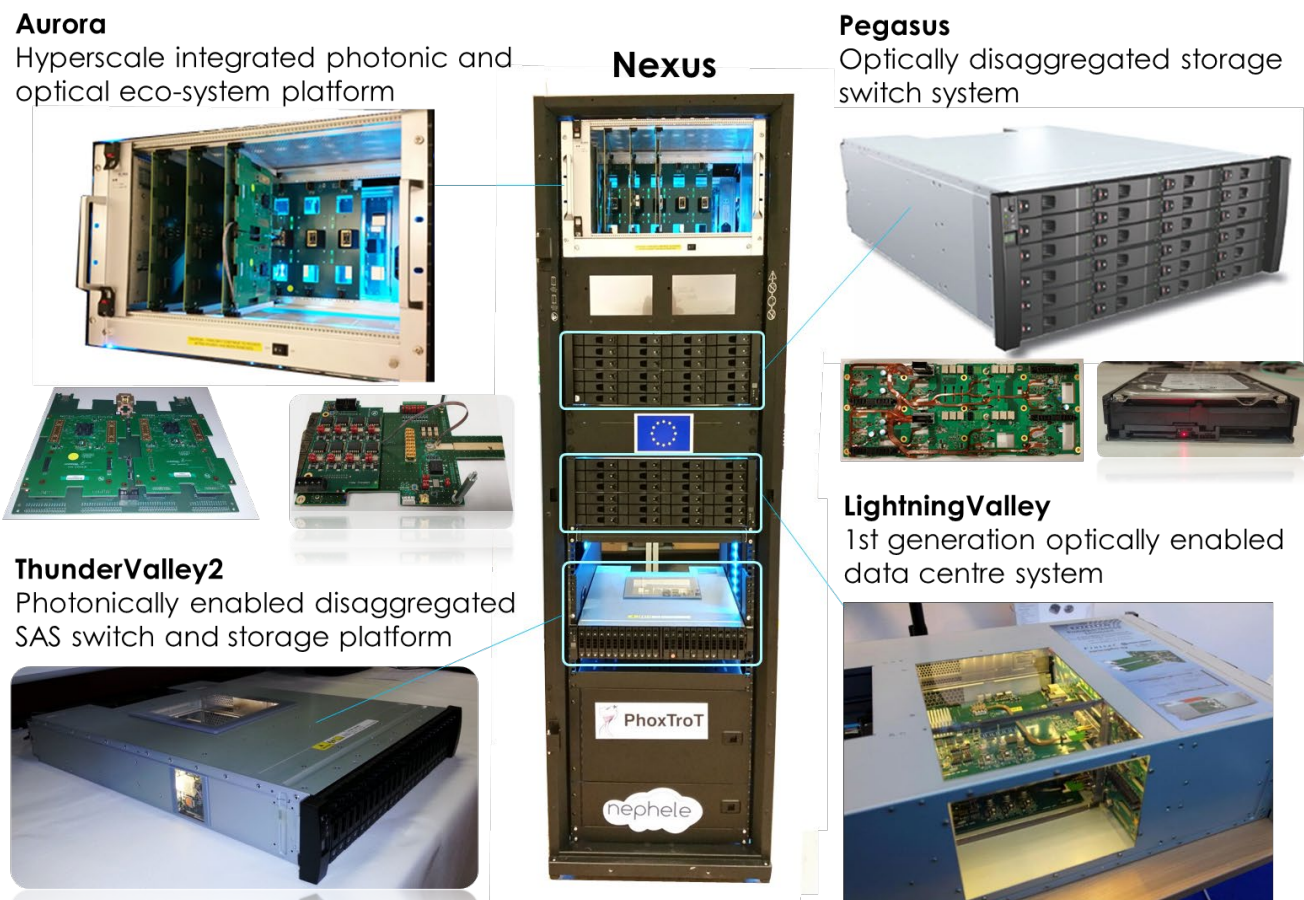 Aurora
Hyperscale integrated photonic and
optical eco-system platform
Nexus
Pegasus
Optically disaggregated storage
switch system
ThunderValley2
Photonically enabled disaggregated
SAS switch and storage platform
LightningValley
1st generation optically enabled
data centre system
PhoxTroT
nephele